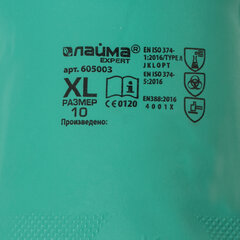 ЛАЙМА®
EXPERT
арт. 605003
XL
РАЗМЕР
10
Произведено:
CE0120
EN ISO 374-
1:2016/TYPE A
JKLOPT
EN ISO 374-
5:2016
EN388:2016
4001X